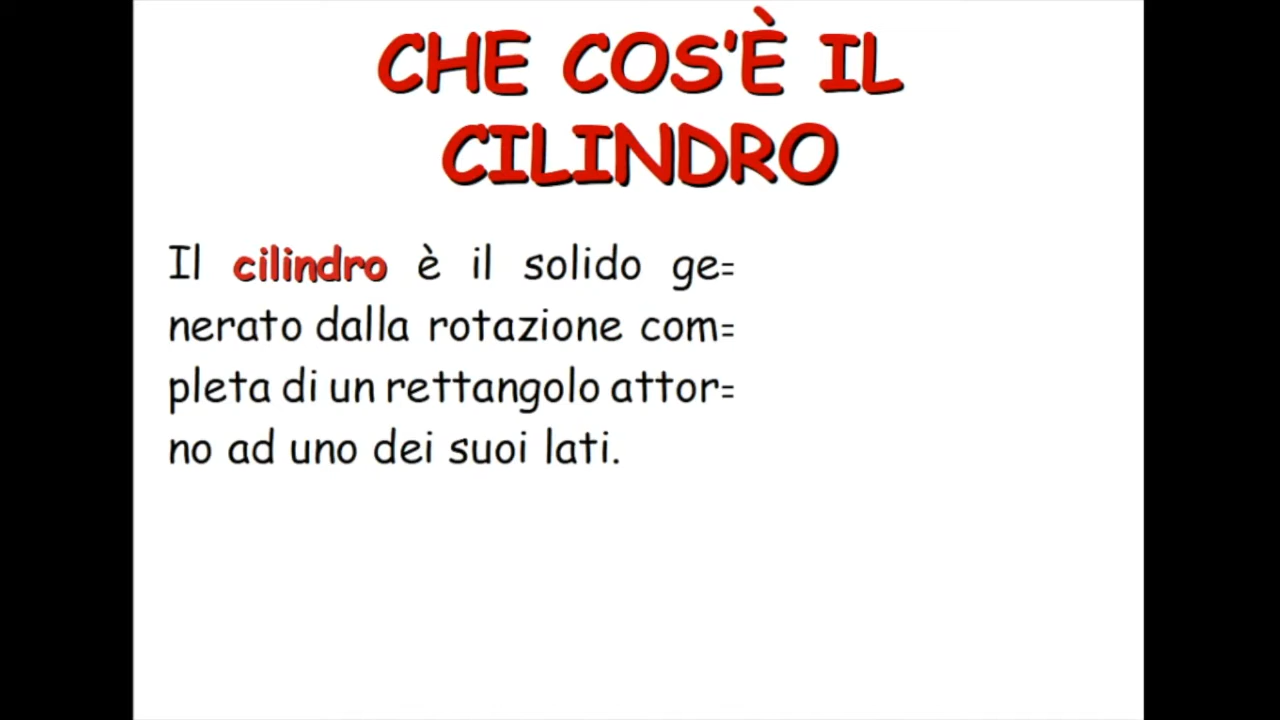 CHE COS'È IL
CILINDRO
Il cilindro è il solido ge=
nerato dalla rotazione com=
pleta di un rettangolo attor=
no ad uno dei suoi lati.